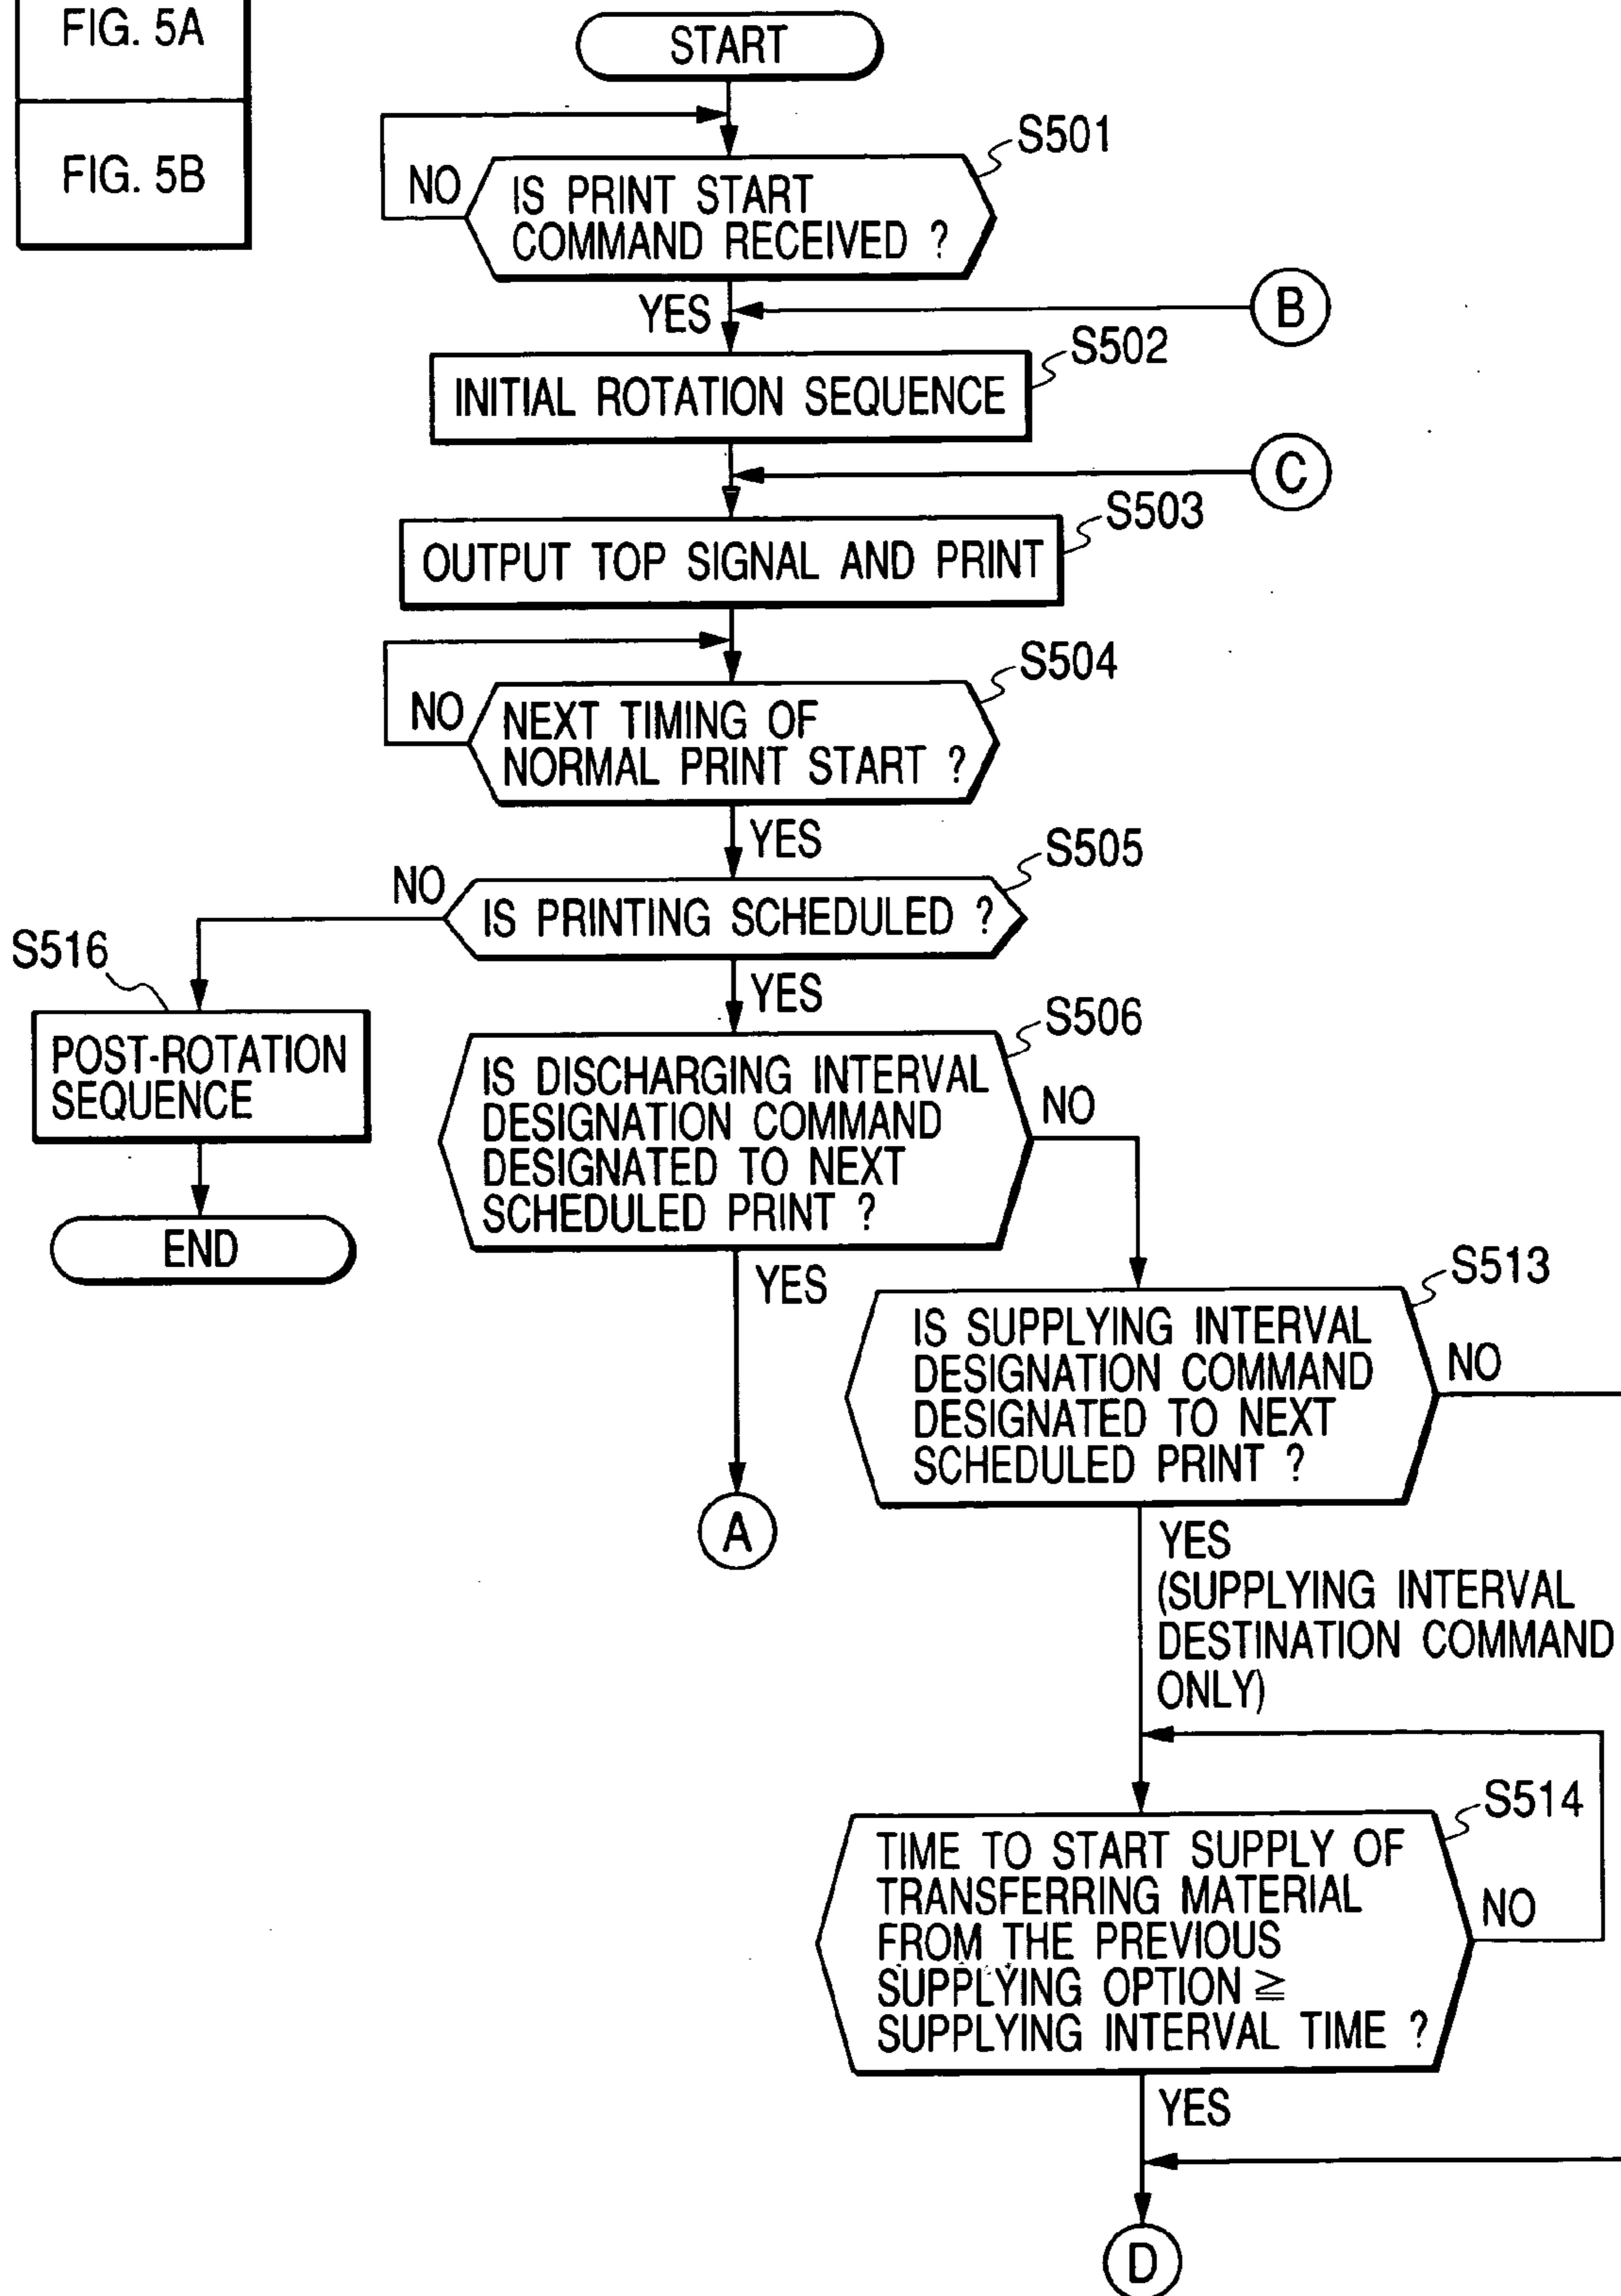 FIG. 5A
FIG. 5B
START
S501
NO
IS PRINT START
COMMAND RECEIVED ?
YES
B
S502
INITIAL ROTATION SEQUENCE
C
S503
OUTPUT TOP SIGNAL AND PRINT
S504
NO
NEXT TIMING OF
NORMAL PRINT START ?
YES
S505
NO
IS PRINTING SCHEDULED ?
S516
YES
POST-ROTATION
SEQUENCE
END
S506
IS DISCHARGING INTERVAL
DESIGNATION COMMAND
DESIGNATED TO NEXT
SCHEDULED PRINT ?
NO
YES
A
S513
IS SUPPLYING INTERVAL
DESIGNATION COMMAND
DESIGNATED TO NEXT
SCHEDULED PRINT ?
NO
YES
(SUPPLYING INTERVAL
DESTINATION COMMAND
ONLY)
S514
TIME TO START SUPPLY OF
TRANSFERRING MATERIAL
FROM THE PREVIOUS
SUPPLYING OPTION ≧
SUPPLYING INTERVAL TIME ?
NO
YES
D